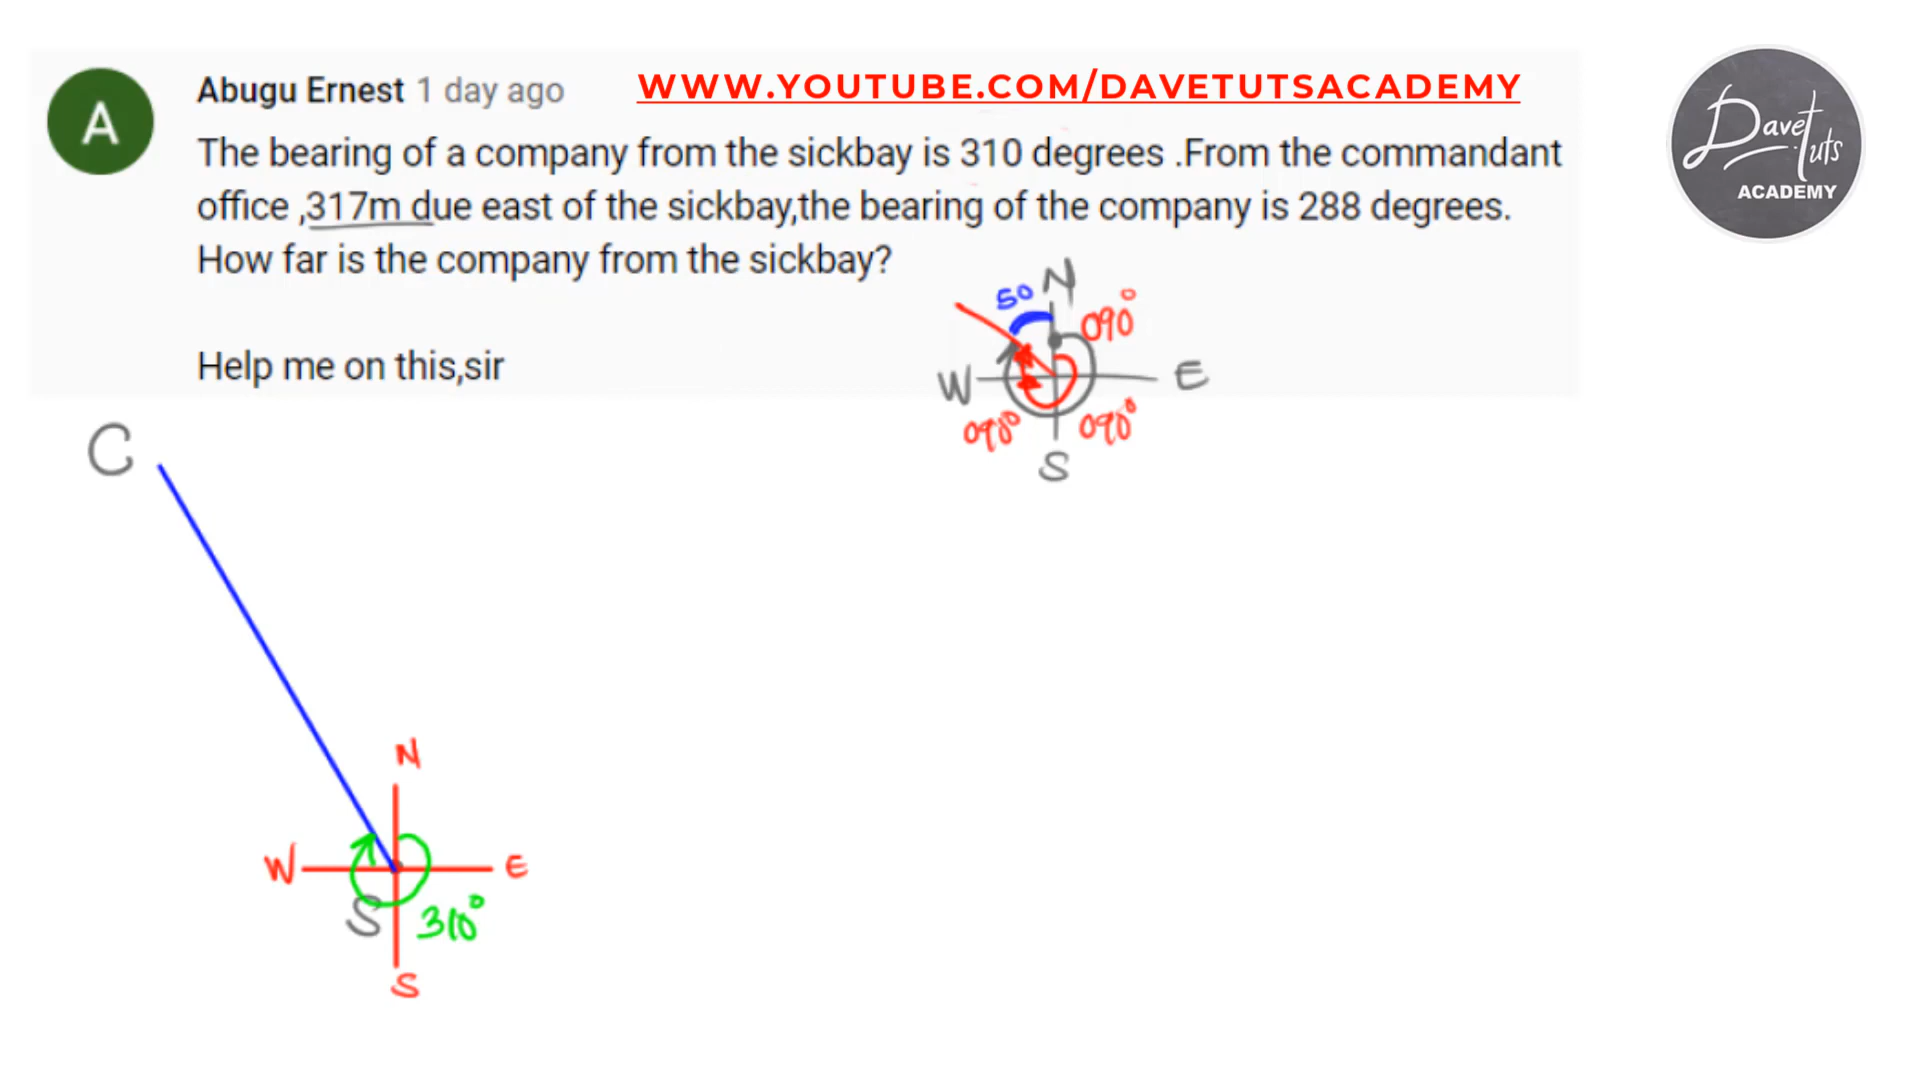 A
Abugu Ernest 1 day ago
WWW.YOUTUBE.COM/DAVETUTSACADEMY
Davet Tuts
ACADEMY
The bearing of a company from the sickbay is 310 degrees .From the commandant
office ,317m due east of the sickbay,the bearing of the company is 288 degrees.
How far is the company from the sickbay?
Help me on this,sir
N
50
090°
W
E
090°
090°
S
C
N
W
E
S
310°
S